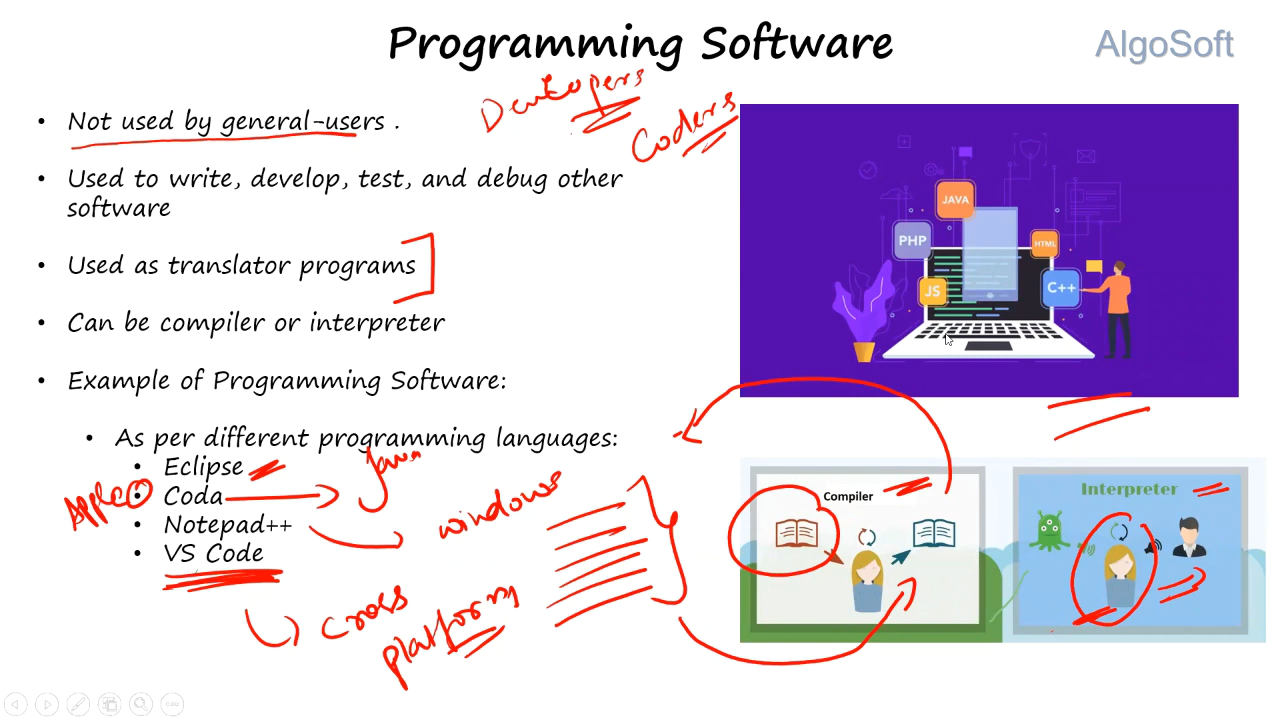 Programming Software
AlgoSoft
Developers
Coders
• Not used by general-users .
• Used to write, develop, test, and debug other
software
• Used as translator programs
• Can be compiler or interpreter
• Example of Programming Software:
• As per different programming languages:
• Eclipse
Java
Apple
• Coda
• Notepad++
windows
• VS Code
cross
platform
JAVA
PHP
HTML
JS
C++
Compiler
Interpreter